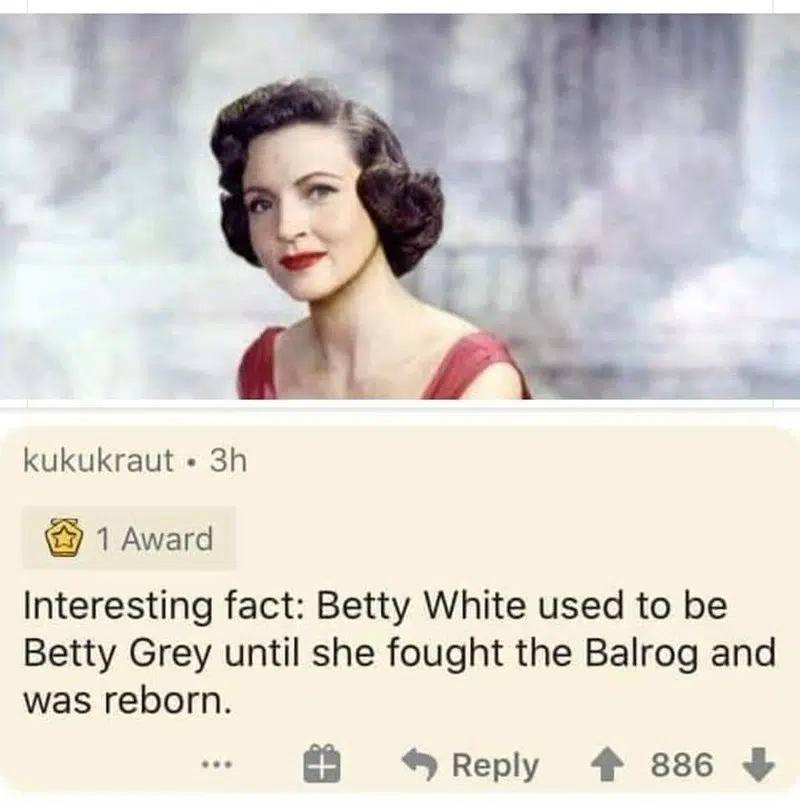 kukukraut • 3h
1 Award
Interesting fact: Betty White used to be
Betty Grey until she fought the Balrog and
was reborn.
Reply 886